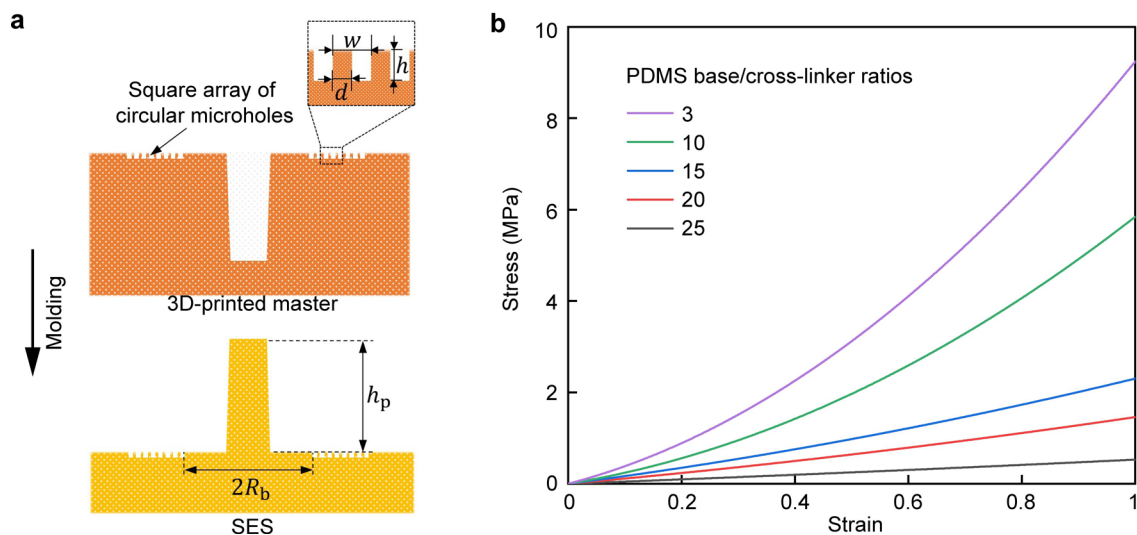 a
w
h
d
Square array of
circular microholes
3D-printed master
Molding
hp
2Rb
SES
b
10
8
6
4
2
0
Stress (MPa)
PDMS base/cross-linker ratios
3
10
15
20
25
0
0.2
0.4
0.6
0.8
1
Strain